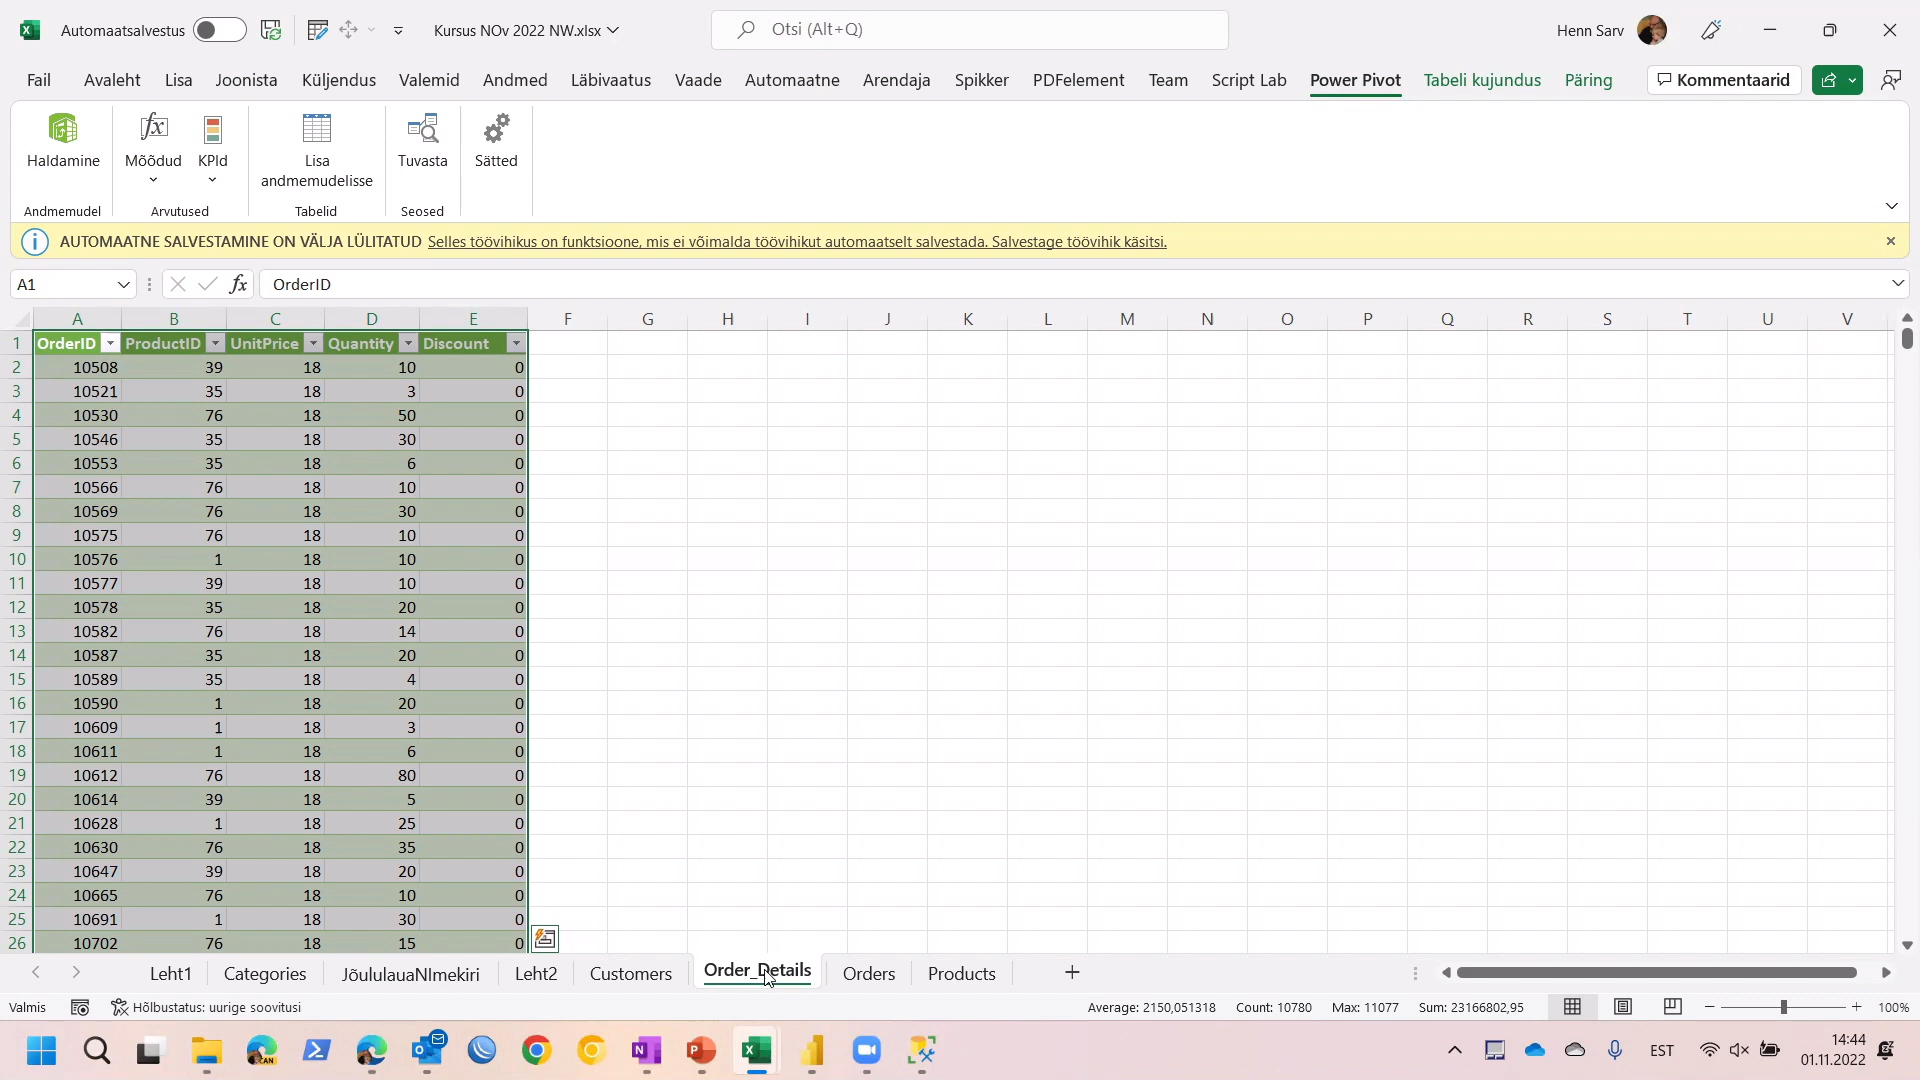 Automaatsalvestus
Kursus NOv 2022 NW.xlsx
Otsi (Alt+Q)
Henn Sarv
Fail Avaleht Lisa Joonista Küljendus Valemid Andmed Läbivaatus Vaade Automaatne Arendaja Spikker PDFelement Team Script Lab Power Pivot Tabeli kujundus Päring Kommentaarid
Haldamine Mõõdud KPId Lisa andmemudelisse Tuvasta Sätted
Andmemudel Arvutused Tabelid Seosed
AUTOMAATNE SALVESTAMINE ON VÄLJA LÜLITATUD Selles töövihikus on funktsioone, mis ei võimalda töövihikut automaatselt salvestada. Salvestage töövihik käsitsi.
A1 fx OrderID
A B C D E F G H I J K L M N O P Q R S T U V
1 OrderID ProductID UnitPrice Quantity Discount
2 10508 39 18 10 0
3 10521 35 18 3 0
4 10530 76 18 50 0
5 10546 35 18 30 0
6 10553 35 18 6 0
7 10566 76 18 10 0
8 10569 76 18 30 0
9 10575 76 18 10 0
10 10576 1 18 10 0
11 10577 39 18 10 0
12 10578 35 18 20 0
13 10582 76 18 14 0
14 10587 35 18 20 0
15 10589 35 18 4 0
16 10590 1 18 20 0
17 10609 1 18 3 0
18 10611 1 18 6 0
19 10612 76 18 80 0
20 10614 39 18 5 0
21 10628 1 18 25 0
22 10630 76 18 35 0
23 10647 39 18 20 0
24 10665 76 18 10 0
25 10691 1 18 30 0
26 10702 76 18 15 0
Leht1 Categories JõululauaNImekiri Leht2 Customers Order_Details Orders Products
Valmis Hõlbustatus: uurige soovitusi Average: 2150,051318 Count: 10780 Max: 11077 Sum: 23166802,95 100%
CAN
EST
14:44
01.11.2022